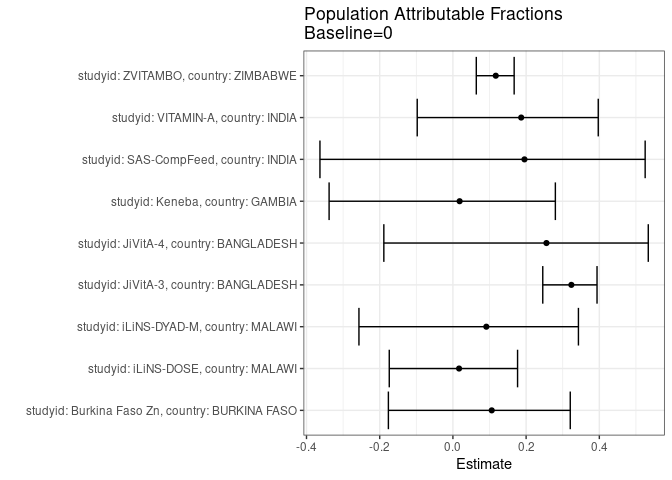 Population Attributable Fractions
Baseline=0
studyid: ZVITAMBO, country: ZIMBABWE
studyid: VITAMIN-A, country: INDIA
studyid: SAS-CompFeed, country: INDIA
studyid: Keneba, country: GAMBIA
studyid: JiVitA-4, country: BANGLADESH
studyid: JiVitA-3, country: BANGLADESH
studyid: iLiNS-DYAD-M, country: MALAWI
studyid: iLiNS-DOSE, country: MALAWI
studyid: Burkina Faso Zn, country: BURKINA FASO
-0.4 -0.2 0.0 0.2 0.4
Estimate